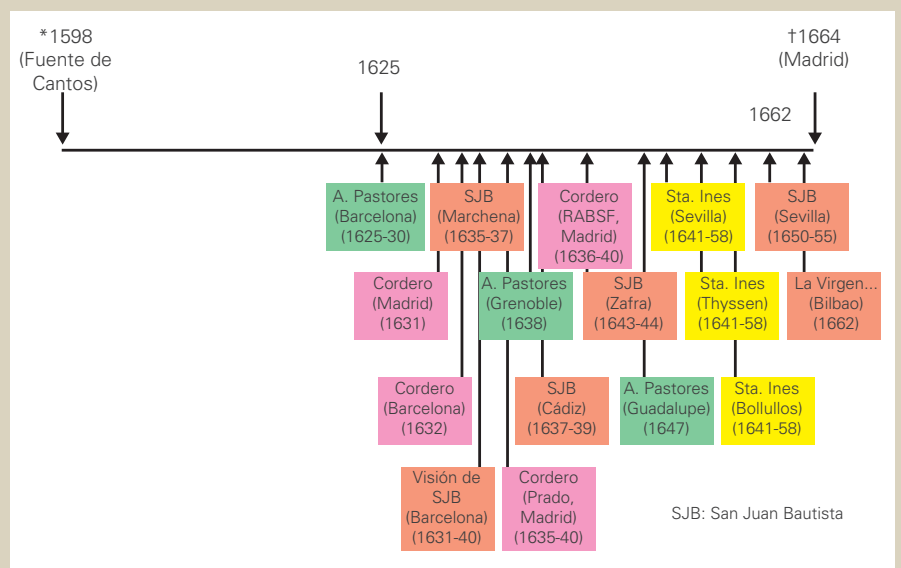 *1598
(Fuente de
Cantos)
1625
†1664
(Madrid)
1662
A. Pastores
(Barcelona)
(1625-30)
SJB
(Marchena)
(1635-37)
Cordero
(RABSF,
Madrid)
(1636-40)
Sta. Ines
(Sevilla)
(1641-58)
SJB
(Sevilla)
(1650-55)
Cordero
(Madrid)
(1631)
A. Pastores
(Grenoble)
(1638)
SJB
(Zafra)
(1643-44)
Sta. Ines
(Thyssen)
(1641-58)
La Virgen...
(Bilbao)
(1662)
Cordero
(Barcelona)
(1632)
SJB
(Cádiz)
(1637-39)
A. Pastores
(Guadalupe)
(1647)
Sta. Ines
(Bollullos)
(1641-58)
Visión de
SJB
(Barcelona)
(1631-40)
Cordero
(Prado,
Madrid)
(1635-40)
SJB: San Juan Bautista